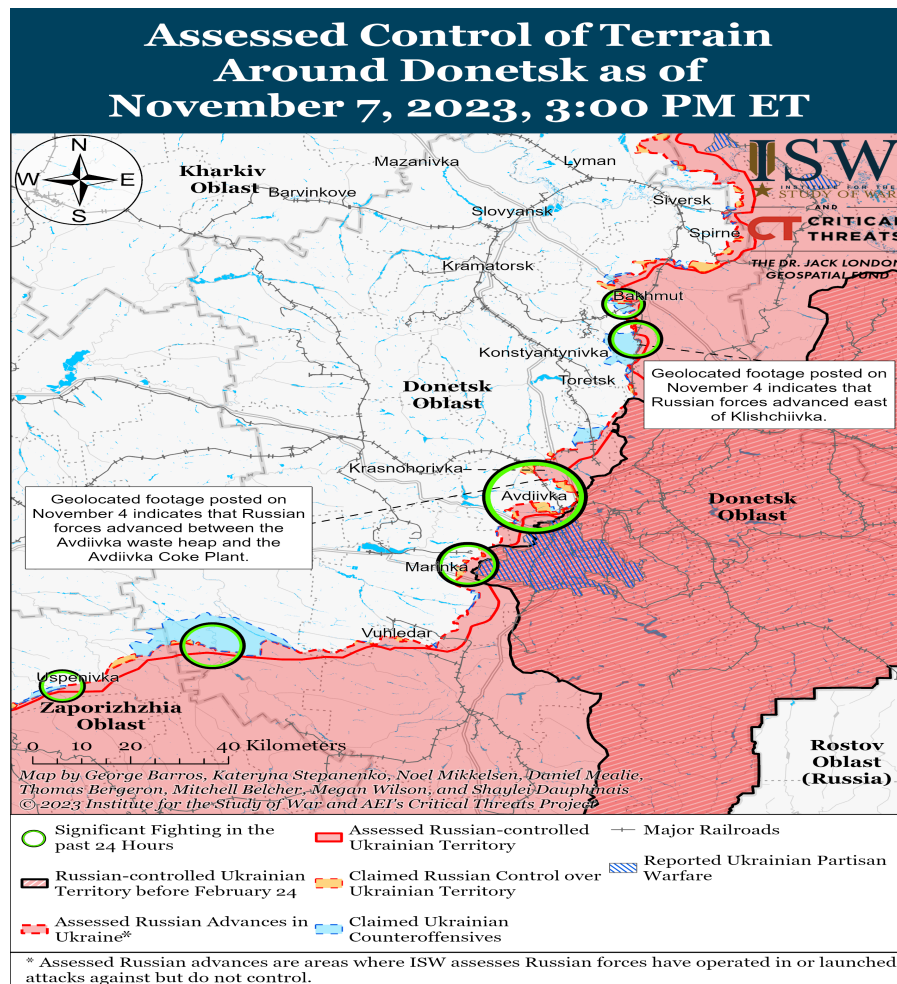 Assessed Control of Terrain
Around Donetsk as of
November 7, 2023, 3:00 PM ET
N
W
E
S
Kharkiv
Oblast
Mazanivka
Lyman
Barvinkove
Slovyansk
Siversk
Spirne
Kramatorsk
ISW
INSTITUTE FOR THE
STUDY OF WAR
AND
CT CRITICAL
THREATS
THE DR. JACK LONDON
GEOSPATIAL FUND
Bakhmut
Konstyantynivka
Toretsk
Donetsk
Oblast
Geolocated footage posted on
November 4 indicates that
Russian forces advanced east
of Klishchiivka.
Krasnohorivka
Avdiivka
Geolocated footage posted on
November 4 indicates that Russian
forces advanced between the
Avdiivka waste heap and the
Avdiivka Coke Plant.
Donetsk
Oblast
Marinka
Vuhledar
Uspenivka
Zaporizhzhia
Oblast
0 10 20 40 Kilometers
Rostov
Oblast
(Russia)
Map by George Barros, Kateryna Stepanenko, Noel Mikkelsen, Daniel Mealie,
Thomas Bergeron, Mitchell Belcher, Megan Wilson, and Shaylei Dauphinais
© 2023 Institute for the Study of War and AEI's Critical Threats Project
Significant Fighting in the
past 24 Hours
Russian-controlled Ukrainian
Territory before February 24
Assessed Russian Advances in
Ukraine*
Assessed Russian-controlled
Ukrainian Territory
Claimed Russian Control over
Ukrainian Territory
Claimed Ukrainian
Counteroffensives
Major Railroads
Reported Ukrainian Partisan
Warfare
* Assessed Russian advances are areas where ISW assesses Russian forces have operated in or launched
attacks against but do not control.